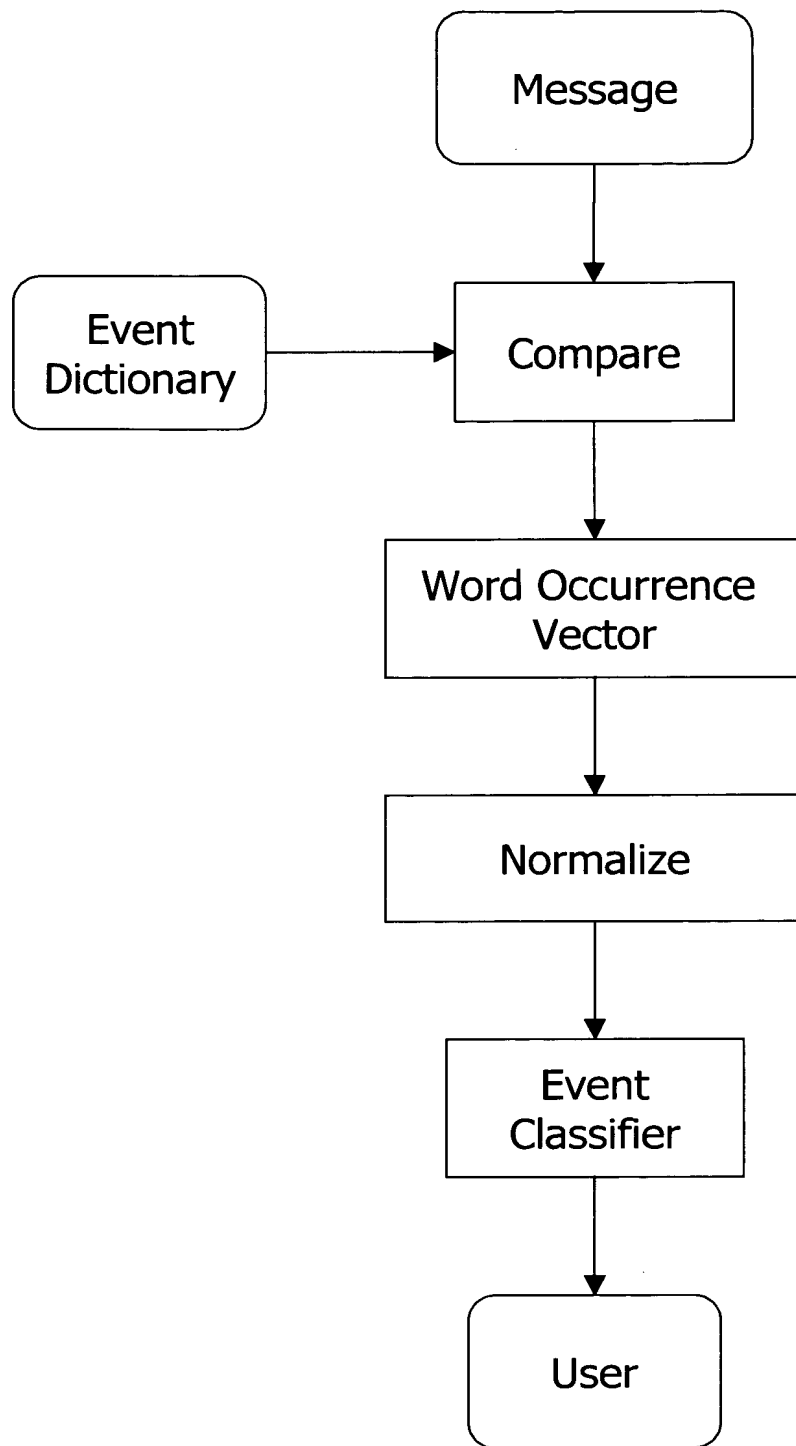 Message
Event
Dictionary
Compare
Word Occurrence
Vector
Normalize
Event
Classifier
User